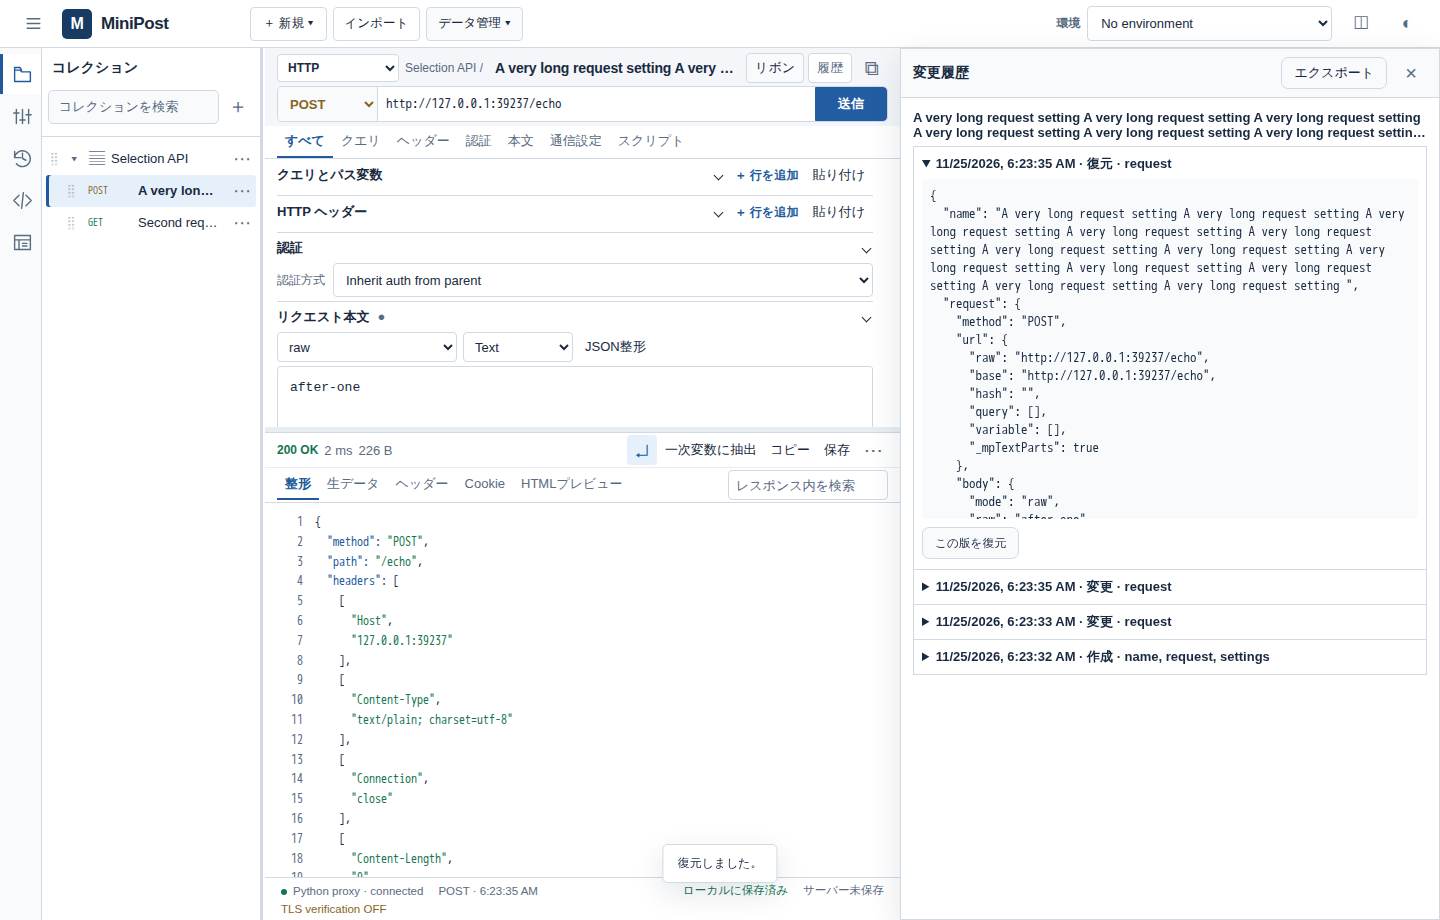 M MiniPost
＋ 新規 ▾ インポート データ管理 ▾
環境 No environment
コレクション
コレクションを検索 ＋
Selection API ···
POST A very lon… ···
GET Second req… ···
HTTP Selection API / A very long request setting A very … リボン 履歴
POST http://127.0.0.1:39237/echo 送信
すべて クエリ ヘッダー 認証 本文 通信設定 スクリプト
クエリとパス変数 ＋ 行を追加 貼り付け
HTTP ヘッダー ＋ 行を追加 貼り付け
認証
認証方式 Inherit auth from parent
リクエスト本文 ●
raw Text JSON整形
after-one
200 OK 2 ms 226 B 一次変数に抽出 コピー 保存 ···
整形 生データ ヘッダー Cookie HTMLプレビュー レスポンス内を検索
1 {
2 "method": "POST",
3 "path": "/echo",
4 "headers": [
5 [
6 "Host",
7 "127.0.0.1:39237"
8 ],
9 [
10 "Content-Type",
11 "text/plain; charset=utf-8"
12 ],
13 [
14 "Connection",
15 "close"
16 ],
17 [
18 "Content-Length",
19 "9"
復元しました。
● Python proxy · connected POST · 6:23:35 AM ローカルに保存済み サーバー未保存
TLS verification OFF
変更履歴 エクスポート ×
A very long request setting A very long request setting A very long request setting
A very long request setting A very long request setting A very long request settin…
▼ 11/25/2026, 6:23:35 AM · 復元 · request
{
"name": "A very long request setting A very long request setting A very
long request setting A very long request setting A very long request
setting A very long request setting A very long request setting A very
long request setting A very long request setting A very long request
setting A very long request setting A very long request setting ",
"request": {
"method": "POST",
"url": {
"raw": "http://127.0.0.1:39237/echo",
"base": "http://127.0.0.1:39237/echo",
"hash": "",
"query": [],
"variable": [],
"_mpTextParts": true
},
"body": {
"mode": "raw",
"raw": "after-one"
この版を復元
▶ 11/25/2026, 6:23:35 AM · 変更 · request
▶ 11/25/2026, 6:23:33 AM · 変更 · request
▶ 11/25/2026, 6:23:32 AM · 作成 · name, request, settings